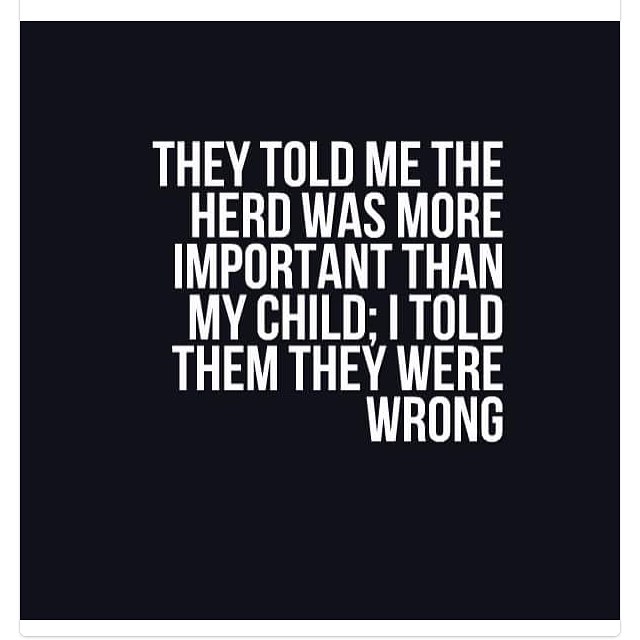 THEY TOLD ME THE
HERD WAS MORE
IMPORTANT THAN
MY CHILD; I TOLD
THEM THEY WERE
WRONG